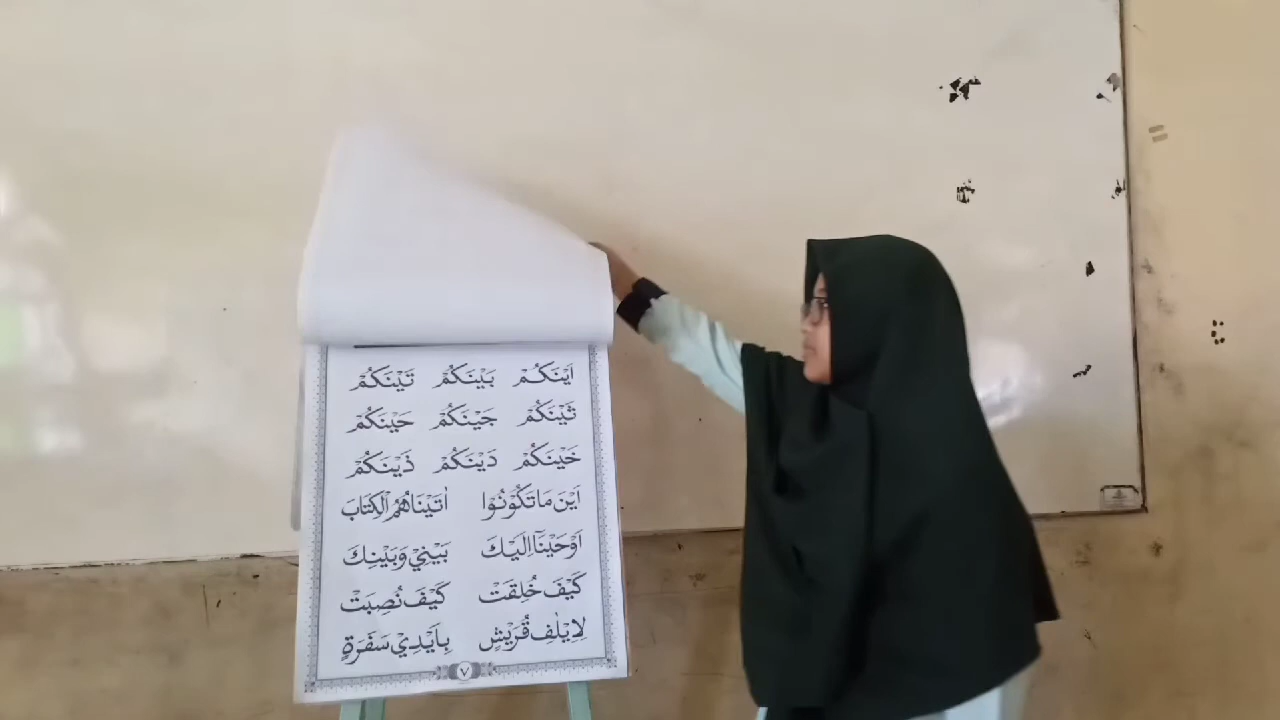 اَيْنَكُمْ بَيْنَكُمْ تَيْنَكُمْ
ثَيْنَكُمْ جَيْنَكُمْ حَيْنَكُمْ
خَيْنَكُمْ دَيْنَكُمْ ذَيْنَكُمْ
اَيْنَ مَا تَكُوْنُوْا اٰتَيْنَاهُمُ الْكِتَابَ
اَوْحَيْنَآ اِلَيْكَ بَيْنِيْ وَبَيْنِكَ
كَيْفَ خُلِقَتْ كَيْفَ نُصِبَتْ
لِاِيْلٰفِ قُرَيْشٍ بِاَيْدِيْ سَفَرَةٍ
٧